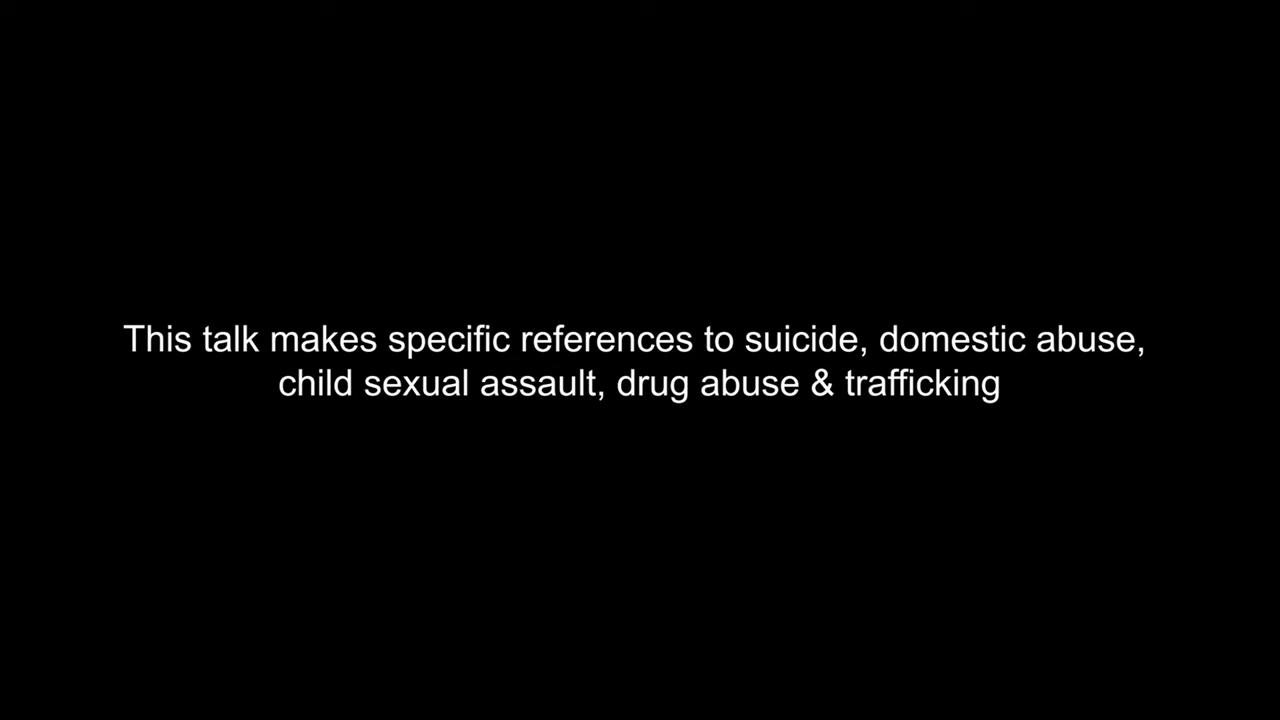 This talk makes specific references to suicide, domestic abuse,
child sexual assault, drug abuse & trafficking